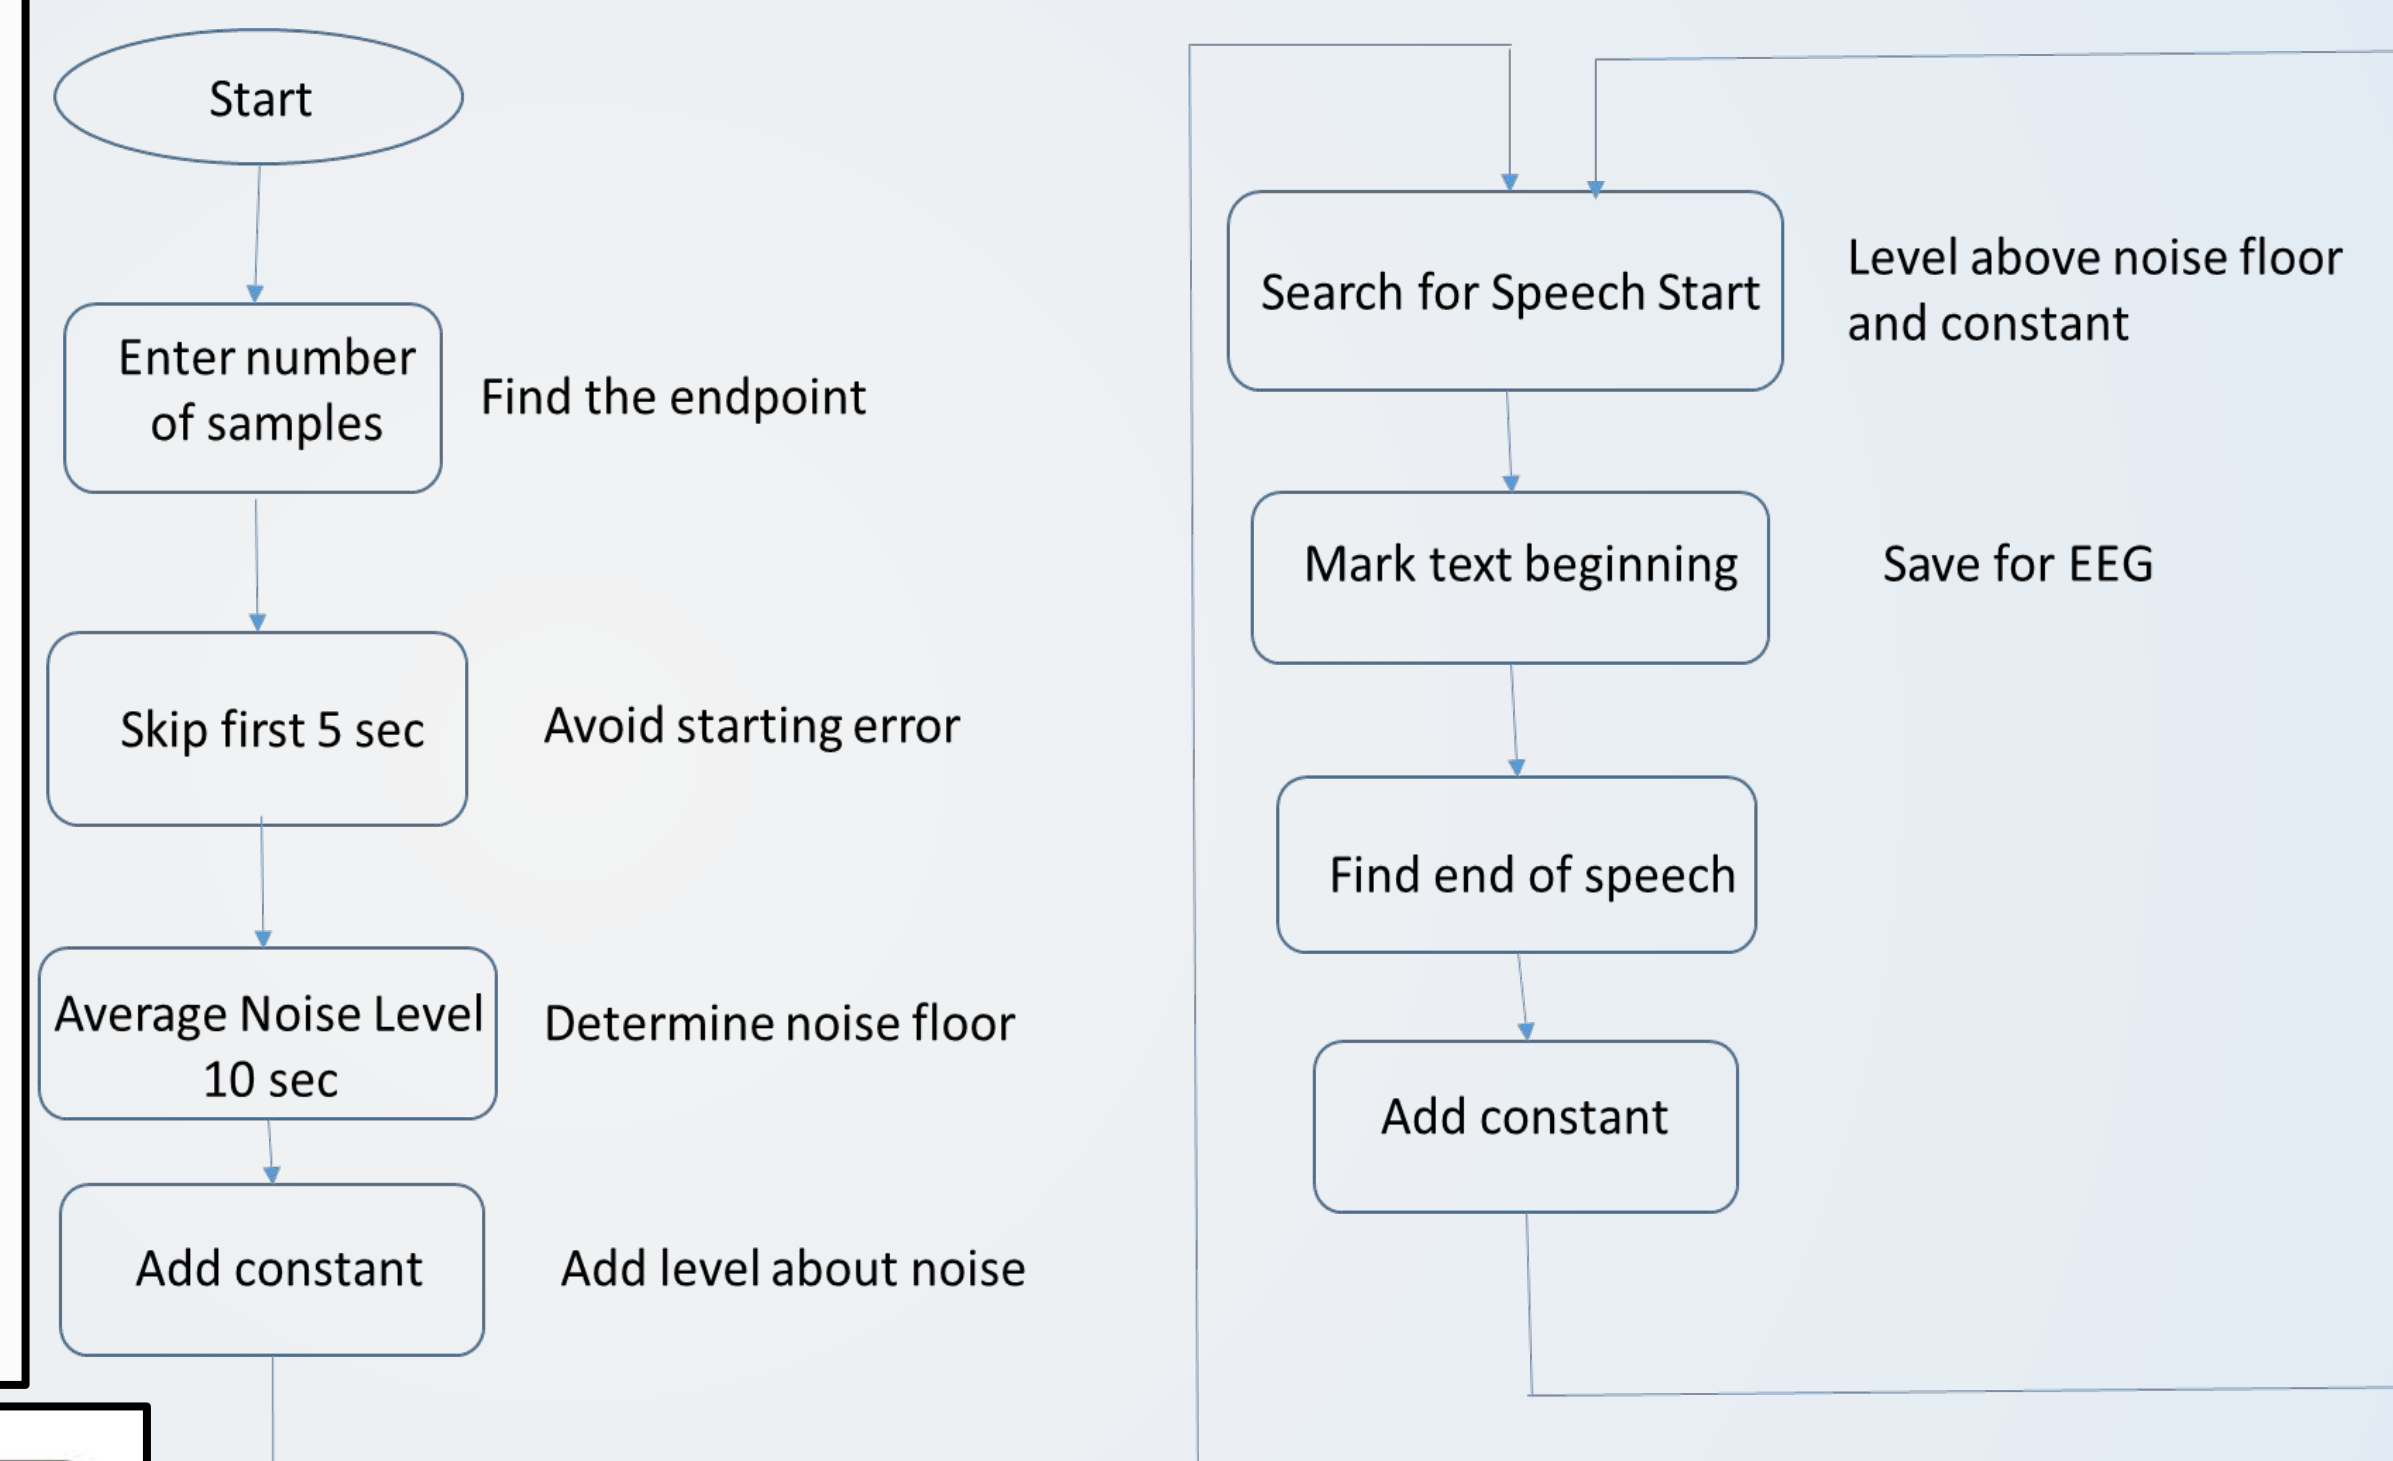 Start
Enter number
of samples
Find the endpoint
Skip first 5 sec
Avoid starting error
Average Noise Level
10 sec
Determine noise floor
Add constant
Add level about noise
Search for Speech Start
Level above noise floor
and constant
Mark text beginning
Save for EEG
Find end of speech
Add constant